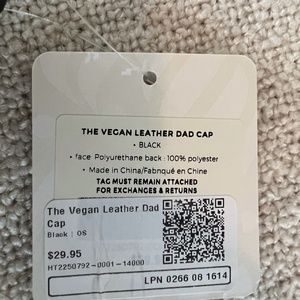 THE VEGAN LEATHER DAD CAP
• BLACK
• face: Polyurethane back : 100% polyester
• Made in China/Fabriqué en Chine
TAG MUST REMAIN ATTACHED
FOR EXCHANGES & RETURNS
The Vegan Leather Dad
Cap
Black : OS
$29.95
HT2250792-0001-14000
LPN 0266 08 1614